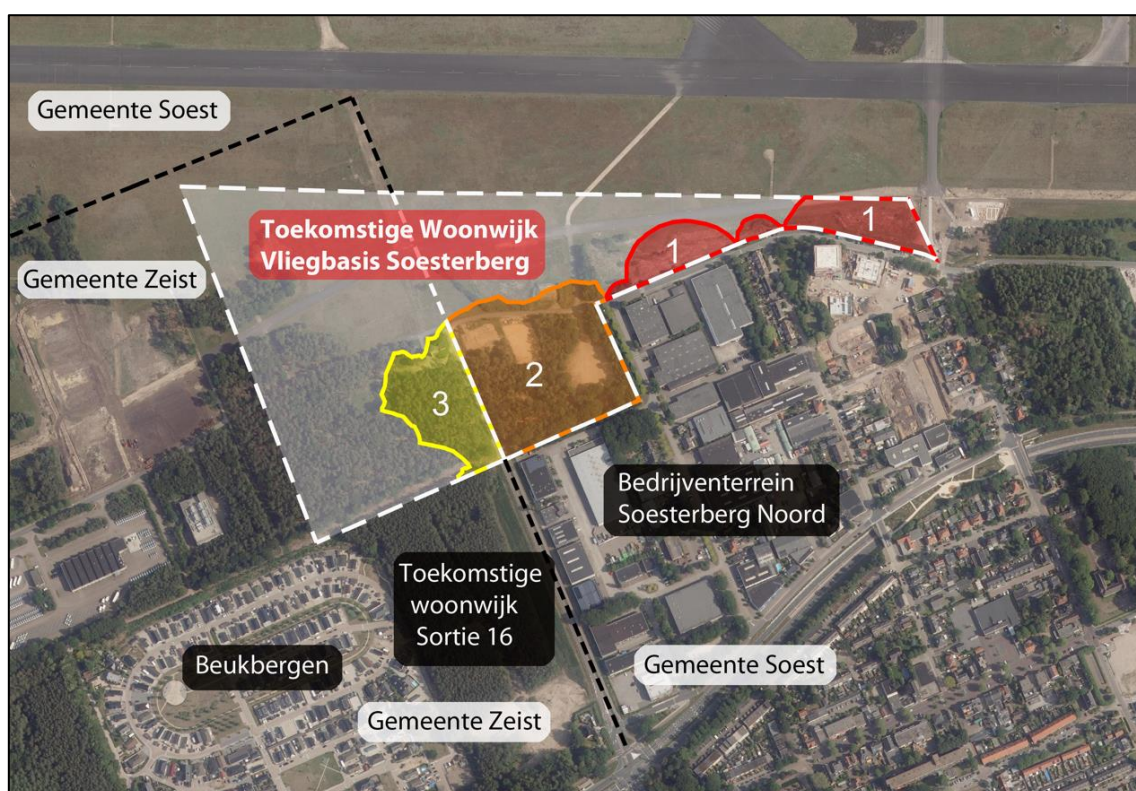 Gemeente Soest
Toekomstige Woonwijk
Vliegbasis Soesterberg
1
1
Gemeente Zeist
2
3
Bedrijventerrein
Soesterberg Noord
Toekomstige
woonwijk
Sortie 16
Beukbergen
Gemeente Soest
Gemeente Zeist